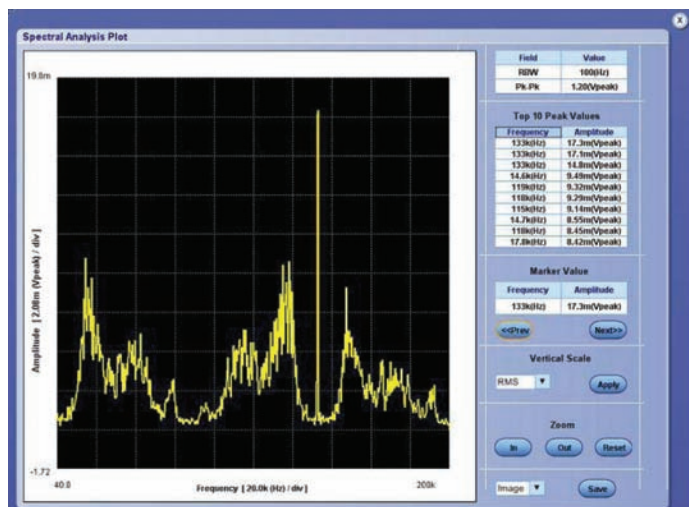 X
Spectral Analysis Plot
19.0m
Amplitude [ 2.08m (Vpeak) / div ]
-1.72
40.0
Frequency [ 20.0k (Hz) / div ]
200k
Field Value
RBW 100(Hz)
Pk-Pk 1.20(Vpeak)
Top 10 Peak Values
Frequency Amplitude
133k(Hz) 17.3m(Vpeak)
133k(Hz) 17.1m(Vpeak)
133k(Hz) 14.8m(Vpeak)
14.6k(Hz) 9.49m(Vpeak)
119k(Hz) 9.32m(Vpeak)
118k(Hz) 9.29m(Vpeak)
115k(Hz) 9.14m(Vpeak)
14.7k(Hz) 8.55m(Vpeak)
118k(Hz) 8.45m(Vpeak)
17.8k(Hz) 8.42m(Vpeak)
Marker Value
Frequency Amplitude
133k(Hz) 17.3m(Vpeak)
<<Prev Next>>
Vertical Scale
RMS Apply
Zoom
In Out Reset
Image Save